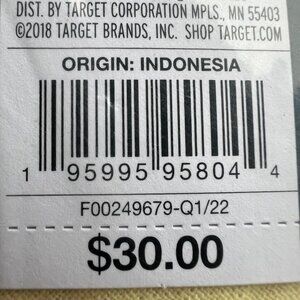 DIST. BY TARGET CORPORATION MPLS., MN 55403
©2018 TARGET BRANDS, INC. SHOP TARGET.COM
ORIGIN: INDONESIA
1 95995 95804 4
F00249679-Q1/22
$30.00